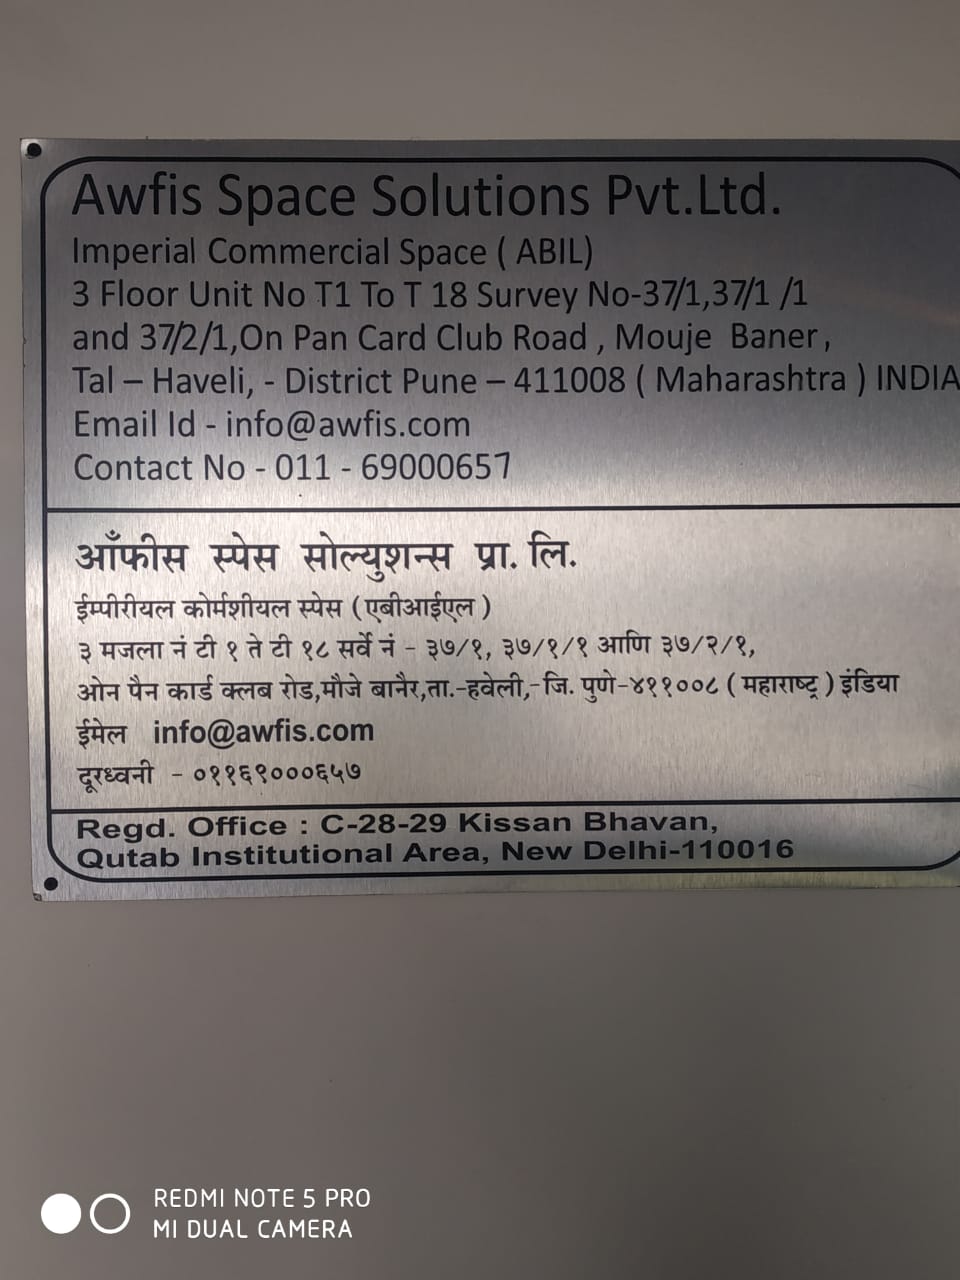 Awfis Space Solutions Pvt.Ltd.
Imperial Commercial Space ( ABIL)
3 Floor Unit No T1 To T 18 Survey No-37/1,37/1 /1
and 37/2/1,On Pan Card Club Road , Mouje Baner ,
Tal – Haveli, - District Pune – 411008 ( Maharashtra ) INDIA
Email Id - info@awfis.com
Contact No - 011 - 69000657
ऑंफीस स्पेस सोल्युशन्स प्रा. लि.
ईम्पीरीयल कोर्मशीयल स्पेस (एबीआईएल )
३ मजला नं टी १ ते टी १८ सर्वे नं - ३७/१, ३७/१/१ आणि ३७/२/१,
ओन पैन कार्ड क्लब रोड,मौजे बानैर,ता.-हवेली,-जि. पुणे-४११००८ ( महाराष्ट्र ) इंडिया
ईमेल info@awfis.com
दूरध्वनी - ०११६९०००६५७
Regd. Office : C-28-29 Kissan Bhavan,
Qutab Institutional Area, New Delhi-110016
REDMI NOTE 5 PRO
MI DUAL CAMERA